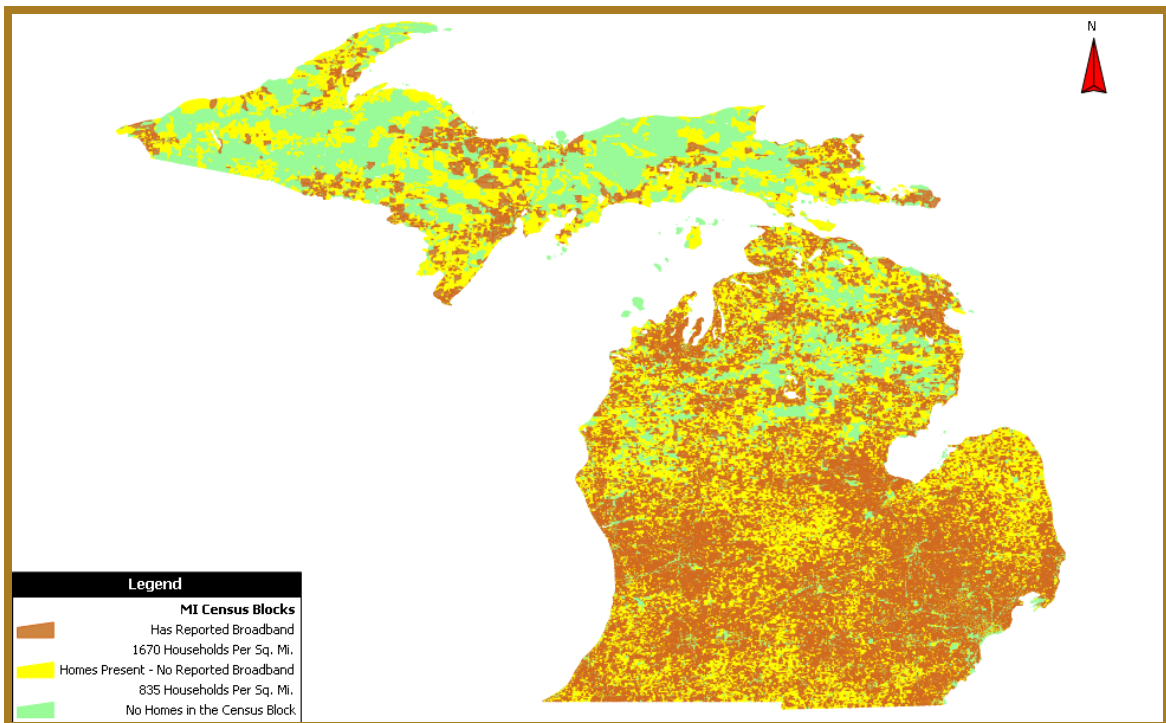 N
Legend
MI Census Blocks
Has Reported Broadband
1670 Households Per Sq. Mi.
Homes Present - No Reported Broadband
835 Households Per Sq. Mi.
No Homes in the Census Block